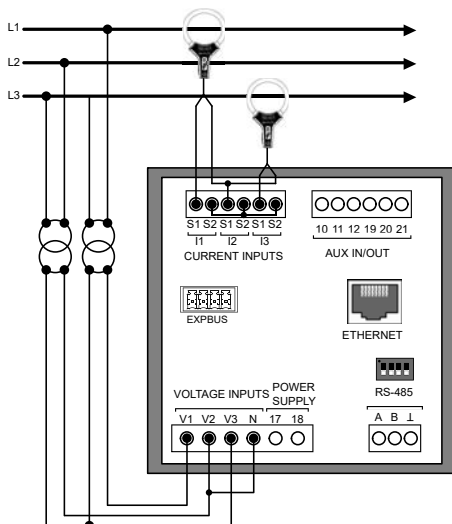 L1
L2
L3
S1 S2 S1 S2 S1 S2
I1 I2 I3
CURRENT INPUTS
10 11 12 19 20 21
AUX IN/OUT
EXPBUS
ETHERNET
RS-485
VOLTAGE INPUTS
POWER
SUPPLY
V1 V2 V3 N 17 18
A B ⊥